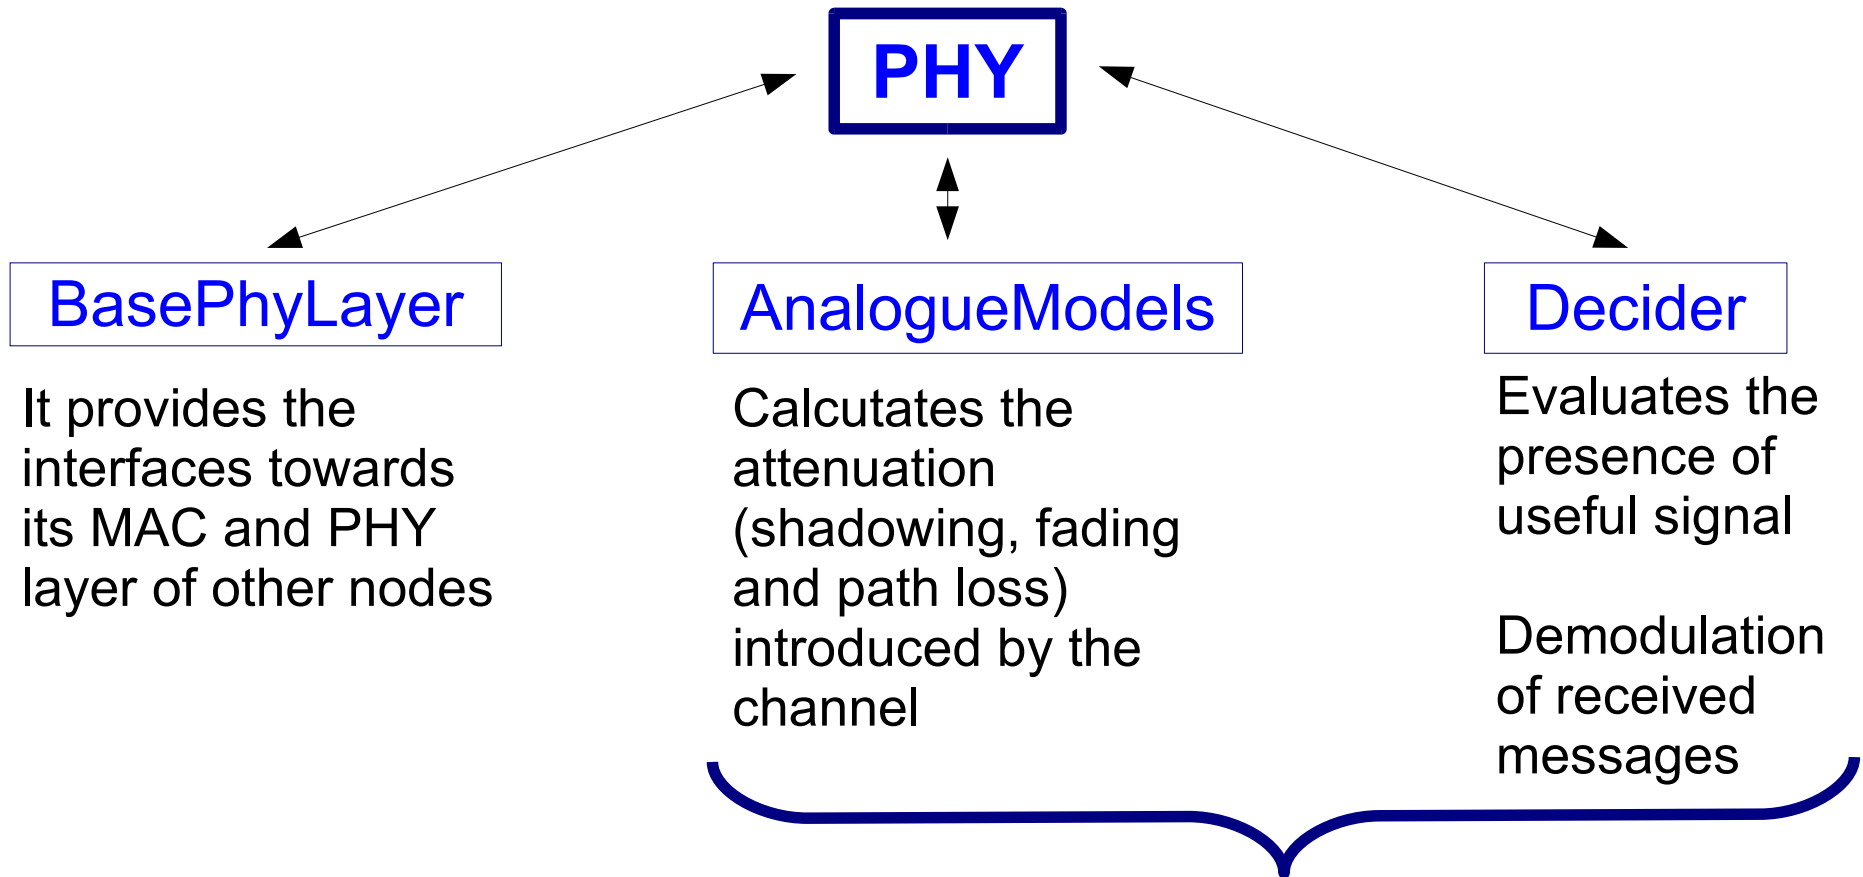 PHY
BasePhyLayer
It provides the
interfaces towards
its MAC and PHY
layer of other nodes
AnalogueModels
Calcutates the
attenuation
(shadowing, fading
and path loss)
introduced by the
channel
Decider
Evaluates the
presence of
useful signal
Demodulation
of received
messages